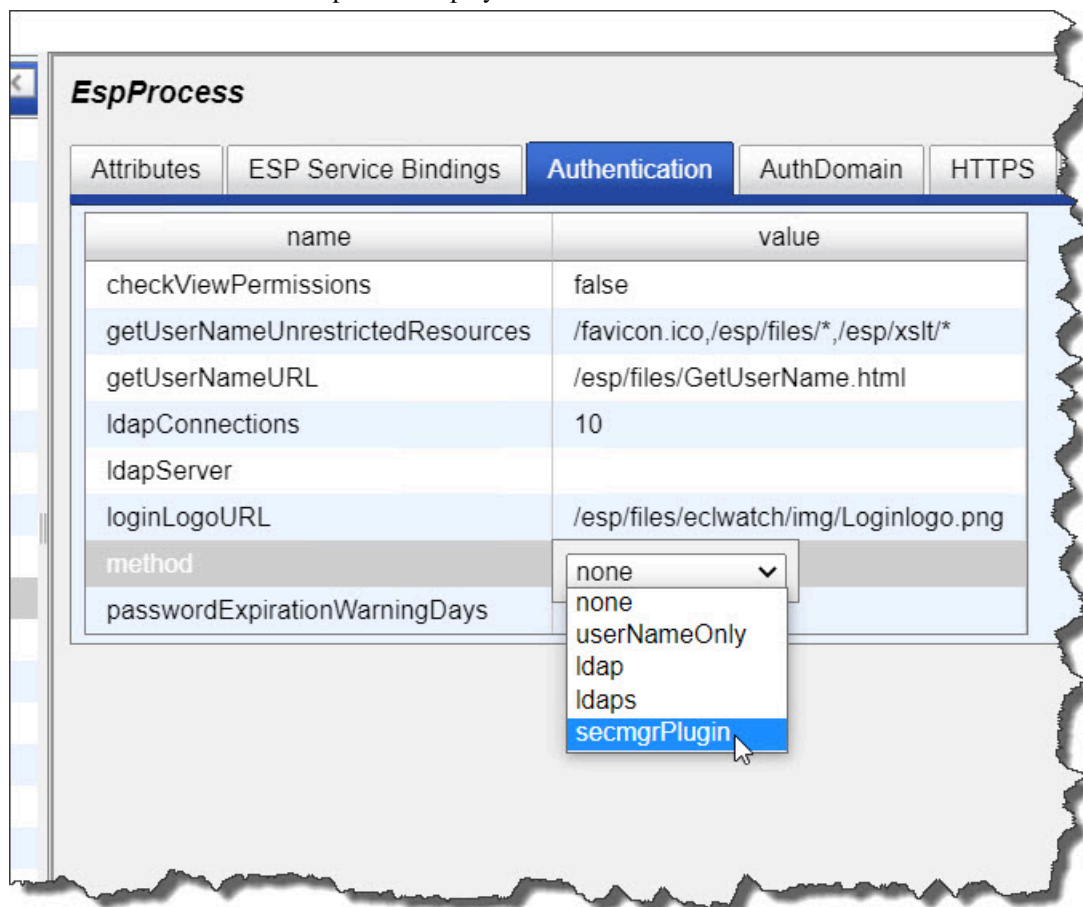 EspProcess
Attributes ESP Service Bindings Authentication AuthDomain HTTPS
name value
checkViewPermissions false
getUserNameUnrestrictedResources /favicon.ico,/esp/files/*,/esp/xslt/*
getUserNameURL /esp/files/GetUserName.html
ldapConnections 10
ldapServer
loginLogoURL /esp/files/eclwatch/img/Loginlogo.png
method none
passwordExpirationWarningDays
none
userNameOnly
ldap
ldaps
secmgrPlugin